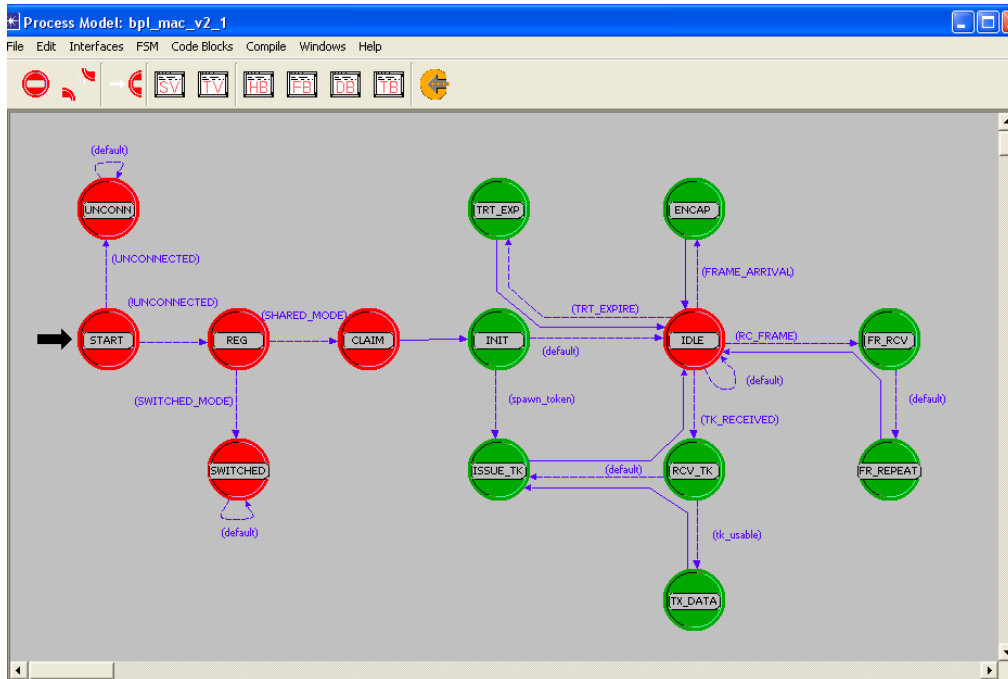 Process Model: bpl_mac_v2_1
File Edit Interfaces FSM Code Blocks Compile Windows Help
SV TV HB FB DB TB
(default)
UNCONN TRT_EXP ENCAP
(UNCONNECTED) (FRAME_ARRIVAL)
(!UNCONNECTED) (SHARED_MODE) (TRT_EXPIRE)
START REG CLAIM INIT (default) IDLE (RC_FRAME) FR_RCV
(default)
(SWITCHED_MODE) (spawn_token) (TK_RECEIVED) (default)
SWITCHED ISSUE_TK (default) RCV_TK FR_REPEAT
(default) (tk_usable)
TX_DATA